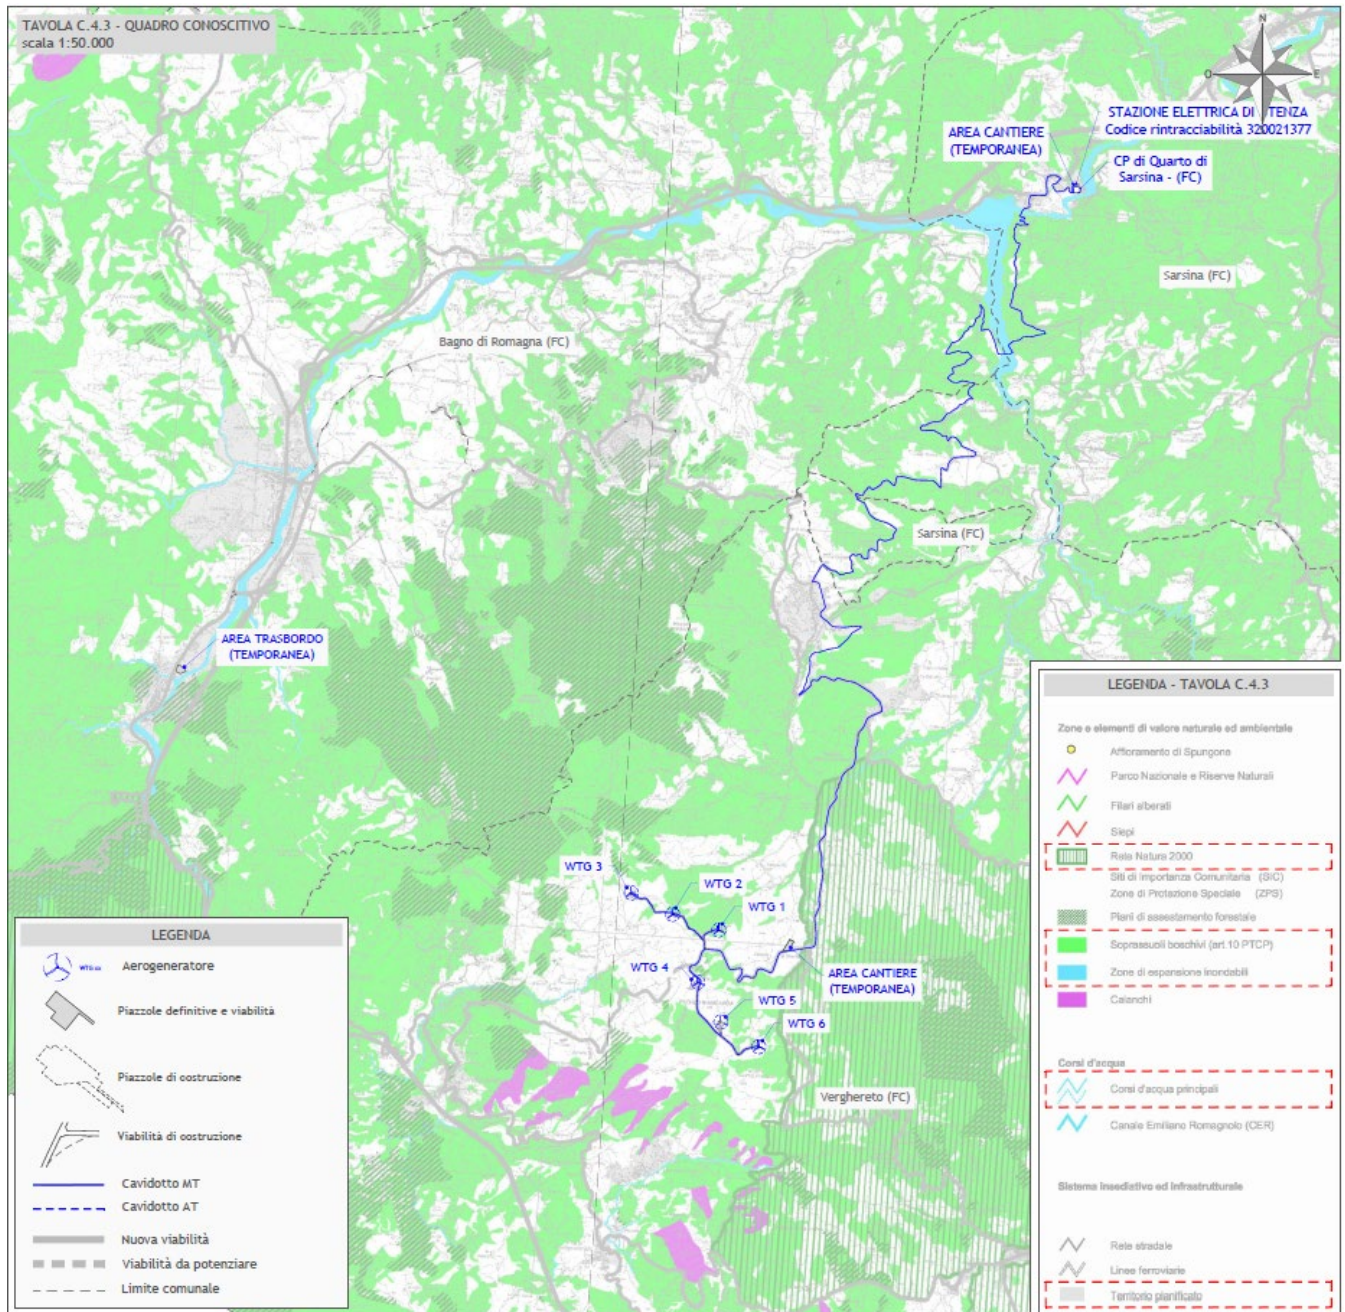 TAVOLA C.4.3 - QUADRO CONOSCITIVO
scala 1:50.000
N
O
E
STAZIONE ELETTRICA DI UTENZA
Codice rintracciabilità 320021377
AREA CANTIERE
(TEMPORANEA)
CP di Quarto di
Sarsina - (FC)
Sarsina (FC)
Bagno di Romagna (FC)
Sarsina (FC)
AREA TRASBORDO
(TEMPORANEA)
WTG 3
WTG 2
WTG 1
WTG 4
AREA CANTIERE
(TEMPORANEA)
WTG 5
WTG 6
Verghereto (FC)
LEGENDA
Aerogeneratore
Piazzole definitive e viabilità
Piazzole di costruzione
Viabilità di costruzione
Cavidotto MT
Cavidotto AT
Nuova viabilità
Viabilità da potenziare
Limite comunale
LEGENDA - TAVOLA C.4.3
Zone e elementi di valore naturale ed ambientale
Affioramento di Spungone
Parco Nazionale e Riserve Naturali
Filari alberati
Siepi
Rete Natura 2000
Siti di Importanza Comunitaria (SIC)
Zone di Protezione Speciale (ZPS)
Piani di assestamento forestale
Soprassuoli boschivi (art.10 PTCP)
Zone di espansione inondabili
Calanchi
Corsi d'acqua
Corsi d'acqua principali
Canale Emiliano Romagnolo (CER)
Sistema insediativo ed infrastrutturale
Rete stradale
Linee ferroviarie
Territorio pianificato